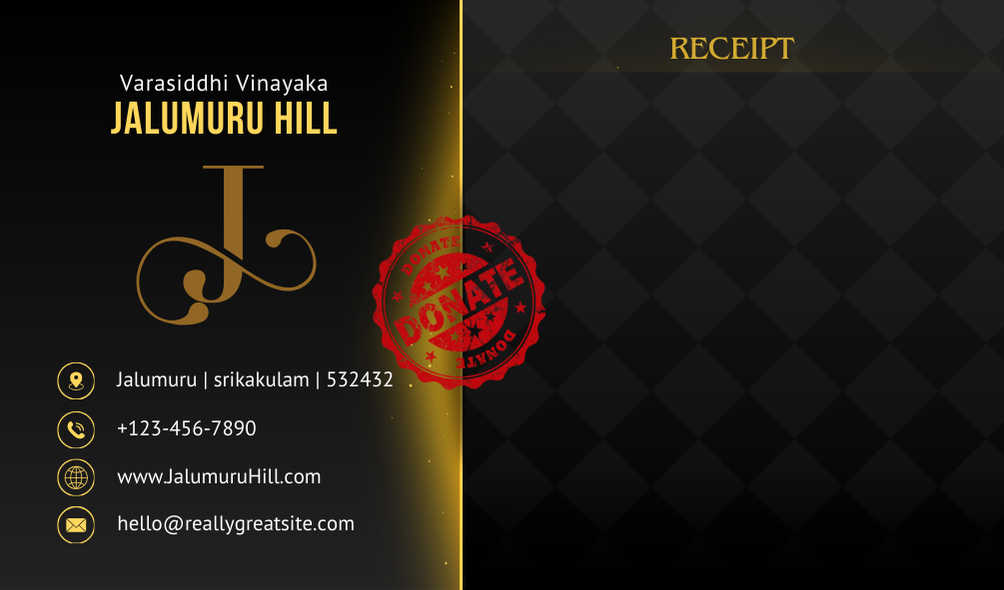 Varasiddhi Vinayaka
JALUMURU HILL
J
Jalumuru | srikakulam | 532432
+123-456-7890
www.JalumuruHill.com
hello@reallygreatsite.com
DONATE
DONATE
DONATE
RECEIPT